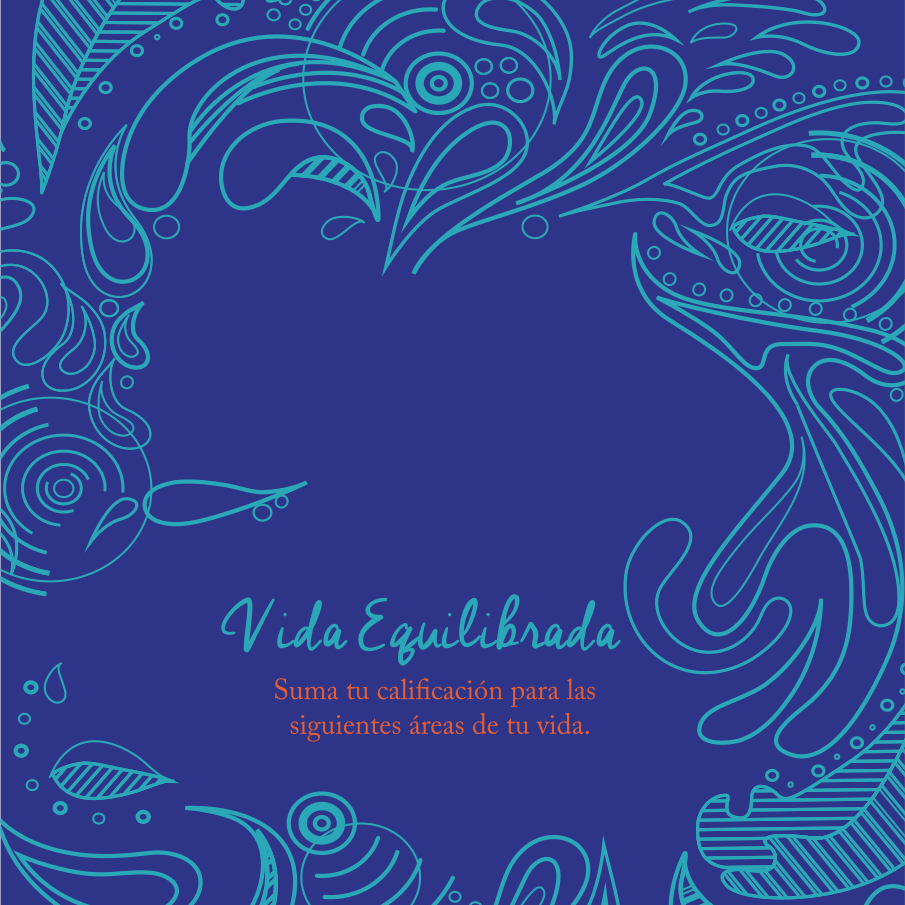 Vida Equilibrada
Suma tu calificación para las
siguientes áreas de tu vida.